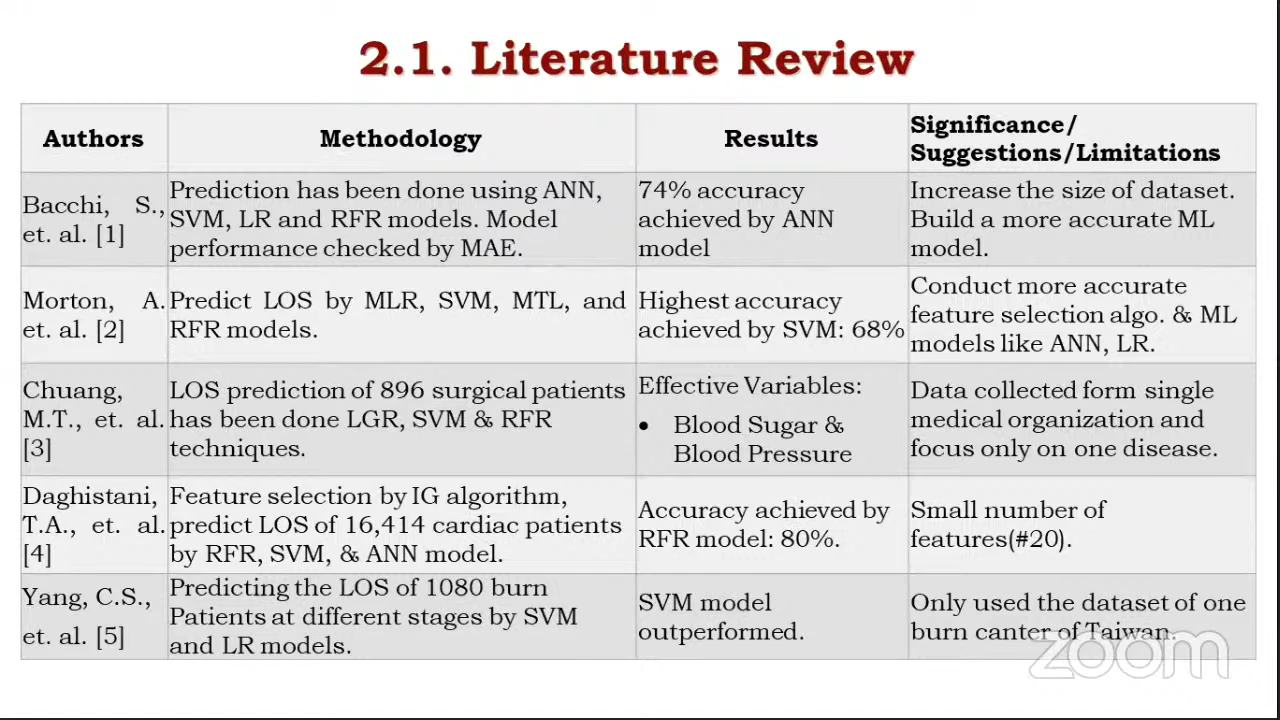 2.1. Literature Review
Authors
Methodology
Results
Significance/
Suggestions/Limitations
Bacchi, S.,
et. al. [1]
Prediction has been done using ANN,
SVM, LR and RFR models. Model
performance checked by MAE.
74% accuracy
achieved by ANN
model
Increase the size of dataset.
Build a more accurate ML
model.
Morton, A.
et. al. [2]
Predict LOS by MLR, SVM, MTL, and
RFR models.
Highest accuracy
achieved by SVM: 68%
Conduct more accurate
feature selection algo. & ML
models like ANN, LR.
Chuang,
M.T., et. al.
[3]
LOS prediction of 896 surgical patients
has been done LGR, SVM & RFR
techniques.
Effective Variables:
• Blood Sugar &
Blood Pressure
Data collected form single
medical organization and
focus only on one disease.
Daghistani,
T.A., et. al.
[4]
Feature selection by IG algorithm,
predict LOS of 16,414 cardiac patients
by RFR, SVM, & ANN model.
Accuracy achieved by
RFR model: 80%.
Small number of
features(#20).
Yang, C.S.,
et. al. [5]
Predicting the LOS of 1080 burn
Patients at different stages by SVM
and LR models.
SVM model
outperformed.
Only used the dataset of one
burn canter of Taiwan.
zoom